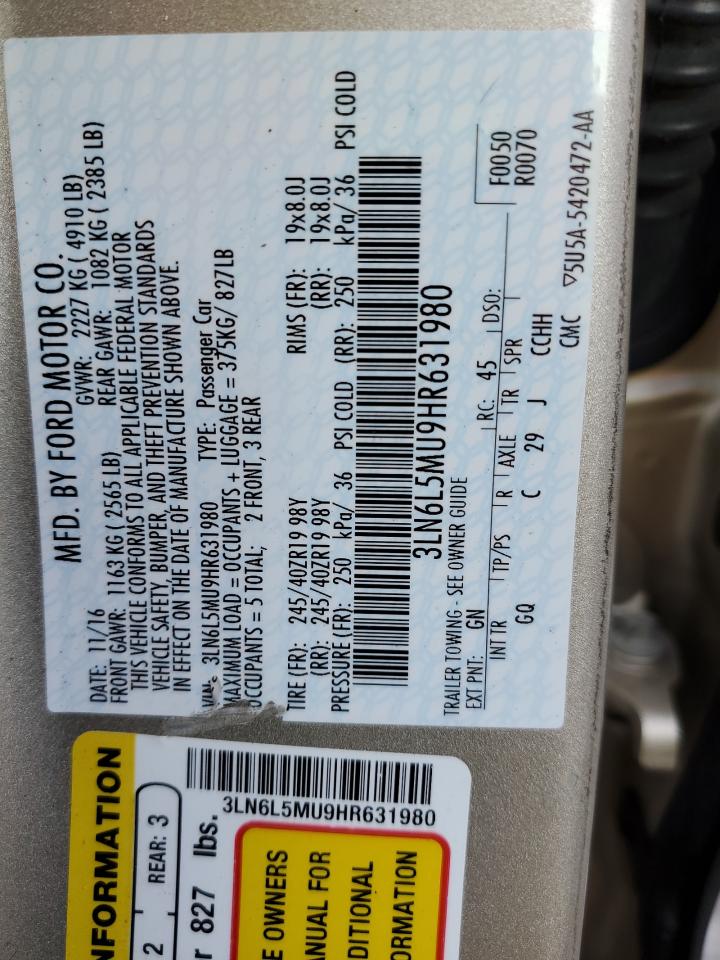 MFD. BY FORD MOTOR CO.
DATE: 11/16 GVWR: 2227 KG ( 4910 LB)
FRONT GAWR: 1163 KG ( 2565 LB) REAR GAWR: 1082 KG ( 2385 LB)
THIS VEHICLE CONFORMS TO ALL APPLICABLE FEDERAL MOTOR
VEHICLE SAFETY, BUMPER, AND THEFT PREVENTION STANDARDS
IN EFFECT ON THE DATE OF MANUFACTURE SHOWN ABOVE.
3LN6L5MU9HR631980 TYPE: Passenger Car
MAXIMUM LOAD = OCCUPANTS + LUGGAGE = 375KG/ 827LB
OCCUPANTS = 5 TOTAL; 2 FRONT, 3 REAR
TIRE (FR): 245/40ZR19 98Y RIMS (FR): 19x8.0J
(RR): 245/40ZR19 98Y (RR): 19x8.0J
PRESSURE (FR): 250 kPa/ 36 PSI COLD (RR): 250 kPa/ 36 PSI COLD
3LN6L5MU9HR631980
TRAILER TOWING - SEE OWNER GUIDE
EXT PNT: GN RC: 45 DSO: F0050
R0070
INT TR TP/PS R AXLE TR SPR
GQ C 29 J CCHH
CMC ▽5U5A-5420472-AA
NFORMATION
2 REAR: 3
r 827 lbs.
3LN6L5MU9HR631980
E OWNERS
ANUAL FOR
DITIONAL
ORMATION